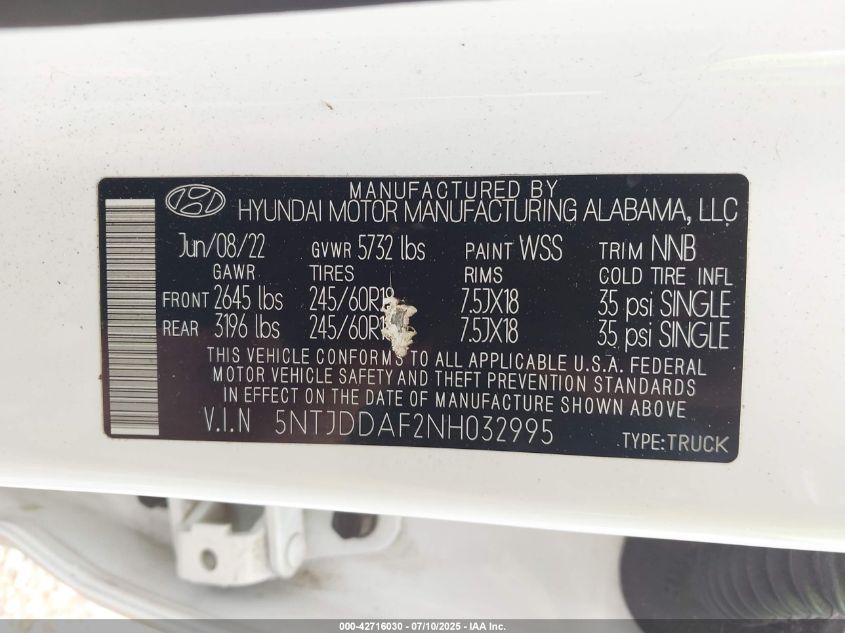 MANUFACTURED BY
HYUNDAI MOTOR MANUFACTURING ALABAMA, LLC
Jun/08/22 GVWR 5732 lbs PAINT WSS TRIM NNB
GAWR TIRES RIMS COLD TIRE INFL
FRONT 2645 lbs 245/60R18 7.5JX18 35 psi SINGLE
REAR 3196 lbs 7.5JX18 35 psi SINGLE
THIS VEHICLE CONFORMS TO ALL APPLICABLE U.S.A. FEDERAL
MOTOR VEHICLE SAFETY AND THEFT PREVENTION STANDARDS
IN EFFECT ON THE DATE OF MANUFACTURE SHOWN ABOVE
V.I.N 5NTJDDAF2NH032995 TYPE:TRUCK
000-42716030 - 07/10/2025 - IAA Inc.